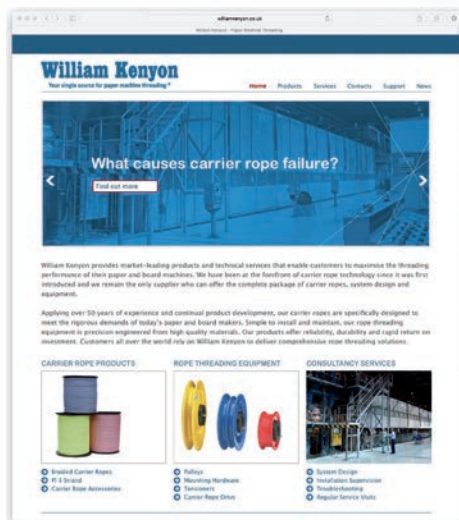 williamkenyon.co.uk
William Kenyon - Paper Machine Threading
William Kenyon
Your single source for paper machine threading
Home Products Services Contacts Support News
What causes carrier rope failure?
Find out more
William Kenyon provides market-leading products and technical services that enable customers to maximise the threading
performance of their paper and board machines. We have been at the forefront of carrier rope technology since it was first
introduced and we remain the only supplier who can offer the complete package of carrier ropes, system design and
equipment.
Applying over 50 years of experience and continual product development, our carrier ropes are specifically designed to
meet the rigorous demands of today's paper and board makers. Simple to install and maintain, our rope threading
equipment is precision engineered from high quality materials. Our products offer reliability, durability and rapid return on
investment. Customers all over the world rely on William Kenyon to deliver comprehensive rope threading solutions.
CARRIER ROPE PRODUCTS
Braided Carrier Ropes
PI 3 Strand
Carrier Rope Accessories
ROPE THREADING EQUIPMENT
Pulleys
Mounting Hardware
Tensioners
Carrier Rope Drive
CONSULTANCY SERVICES
System Design
Installation Supervision
Troubleshooting
Regular Service Visits